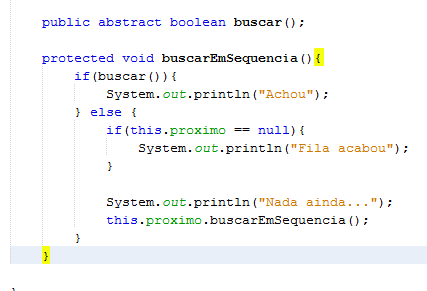 public abstract boolean buscar();
protected void buscarEmSequencia(){
if(buscar()){
System.out.println("Achou");
} else {
if(this.proximo == null){
System.out.println("Fila acabou");
}
System.out.println("Nada ainda...");
this.proximo.buscarEmSequencia();
}
}
}